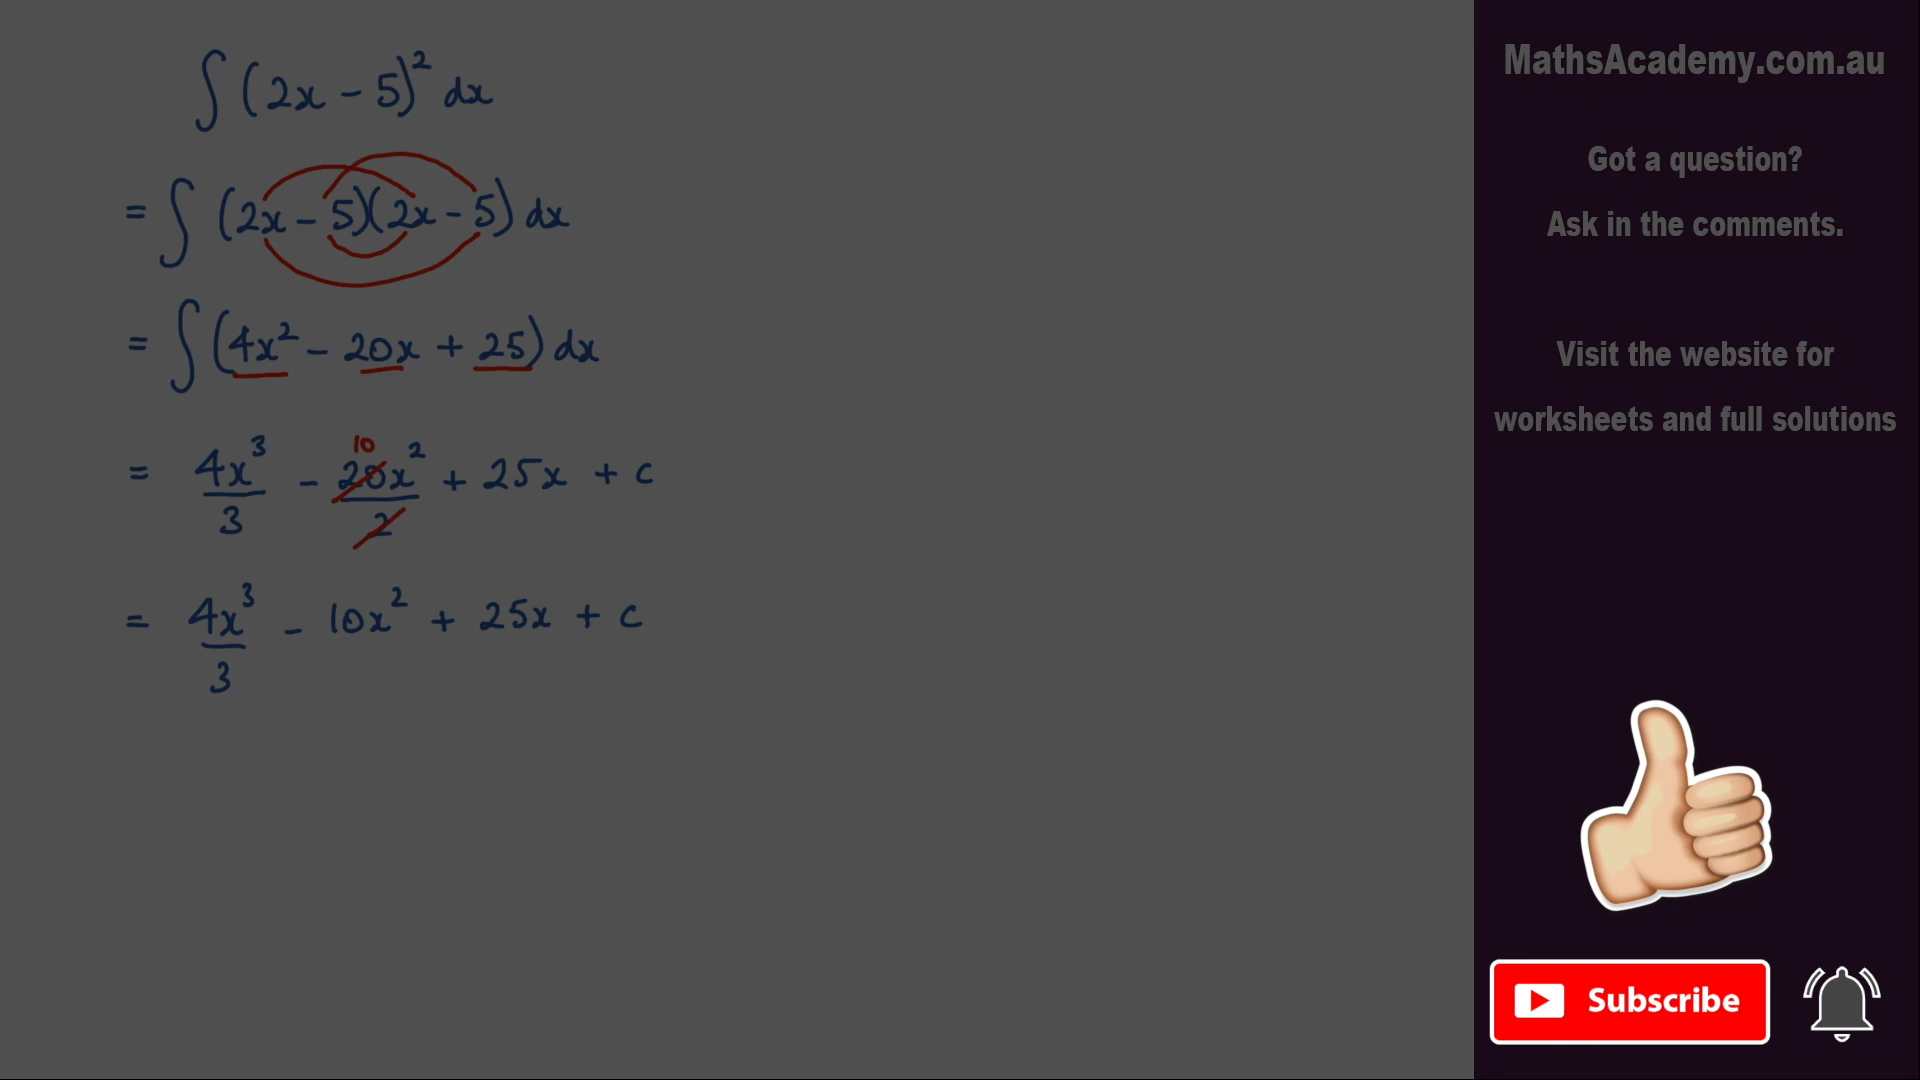 ∫ (2x - 5)² dx
= ∫ (2x - 5)(2x - 5) dx
= ∫ (4x² - 20x + 25) dx
10
= 4x³/3 - 20x²/2 + 25x + c
= 4x³/3 - 10x² + 25x + c
MathsAcademy.com.au
Got a question?
Ask in the comments.
Visit the website for
worksheets and full solutions
Subscribe